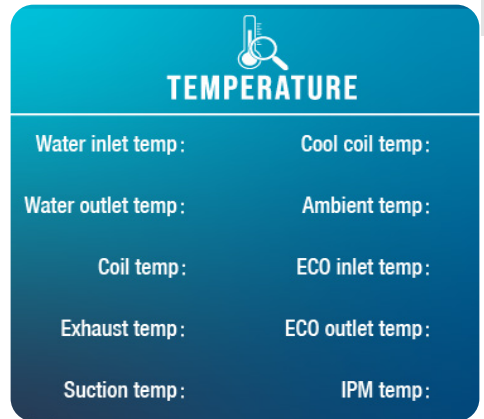 TEMPERATURE
Water inlet temp: Cool coil temp:
Water outlet temp: Ambient temp:
Coil temp: ECO inlet temp:
Exhaust temp: ECO outlet temp:
Suction temp: IPM temp: